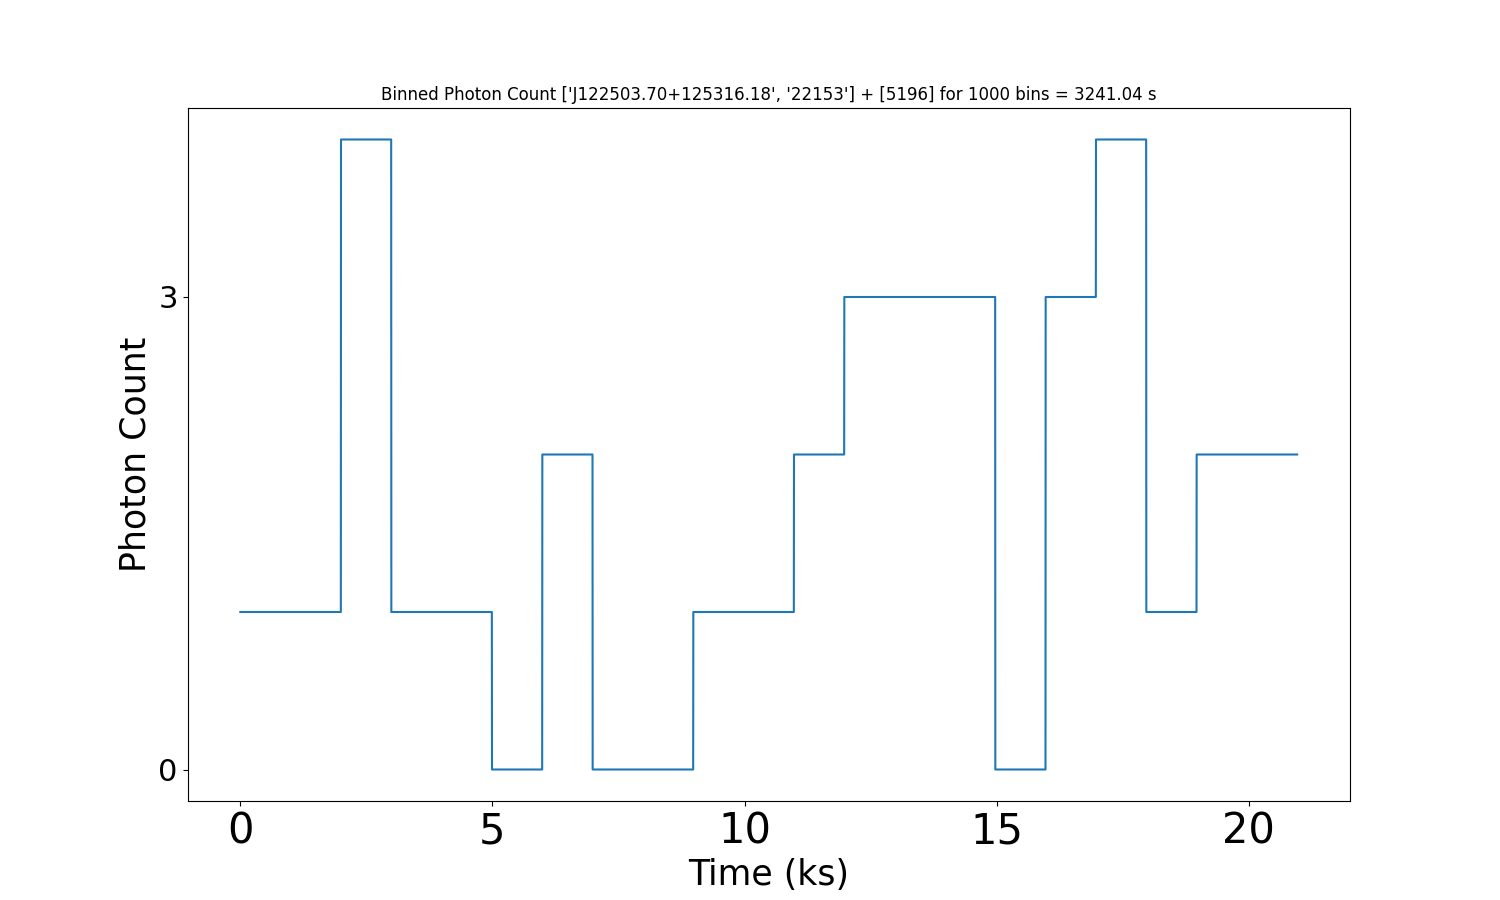 Binned Photon Count ['J122503.70+125316.18', '22153'] + [5196] for 1000 bins = 3241.04 s
3
Photon Count
0
0 5 10 15 20
Time (ks)